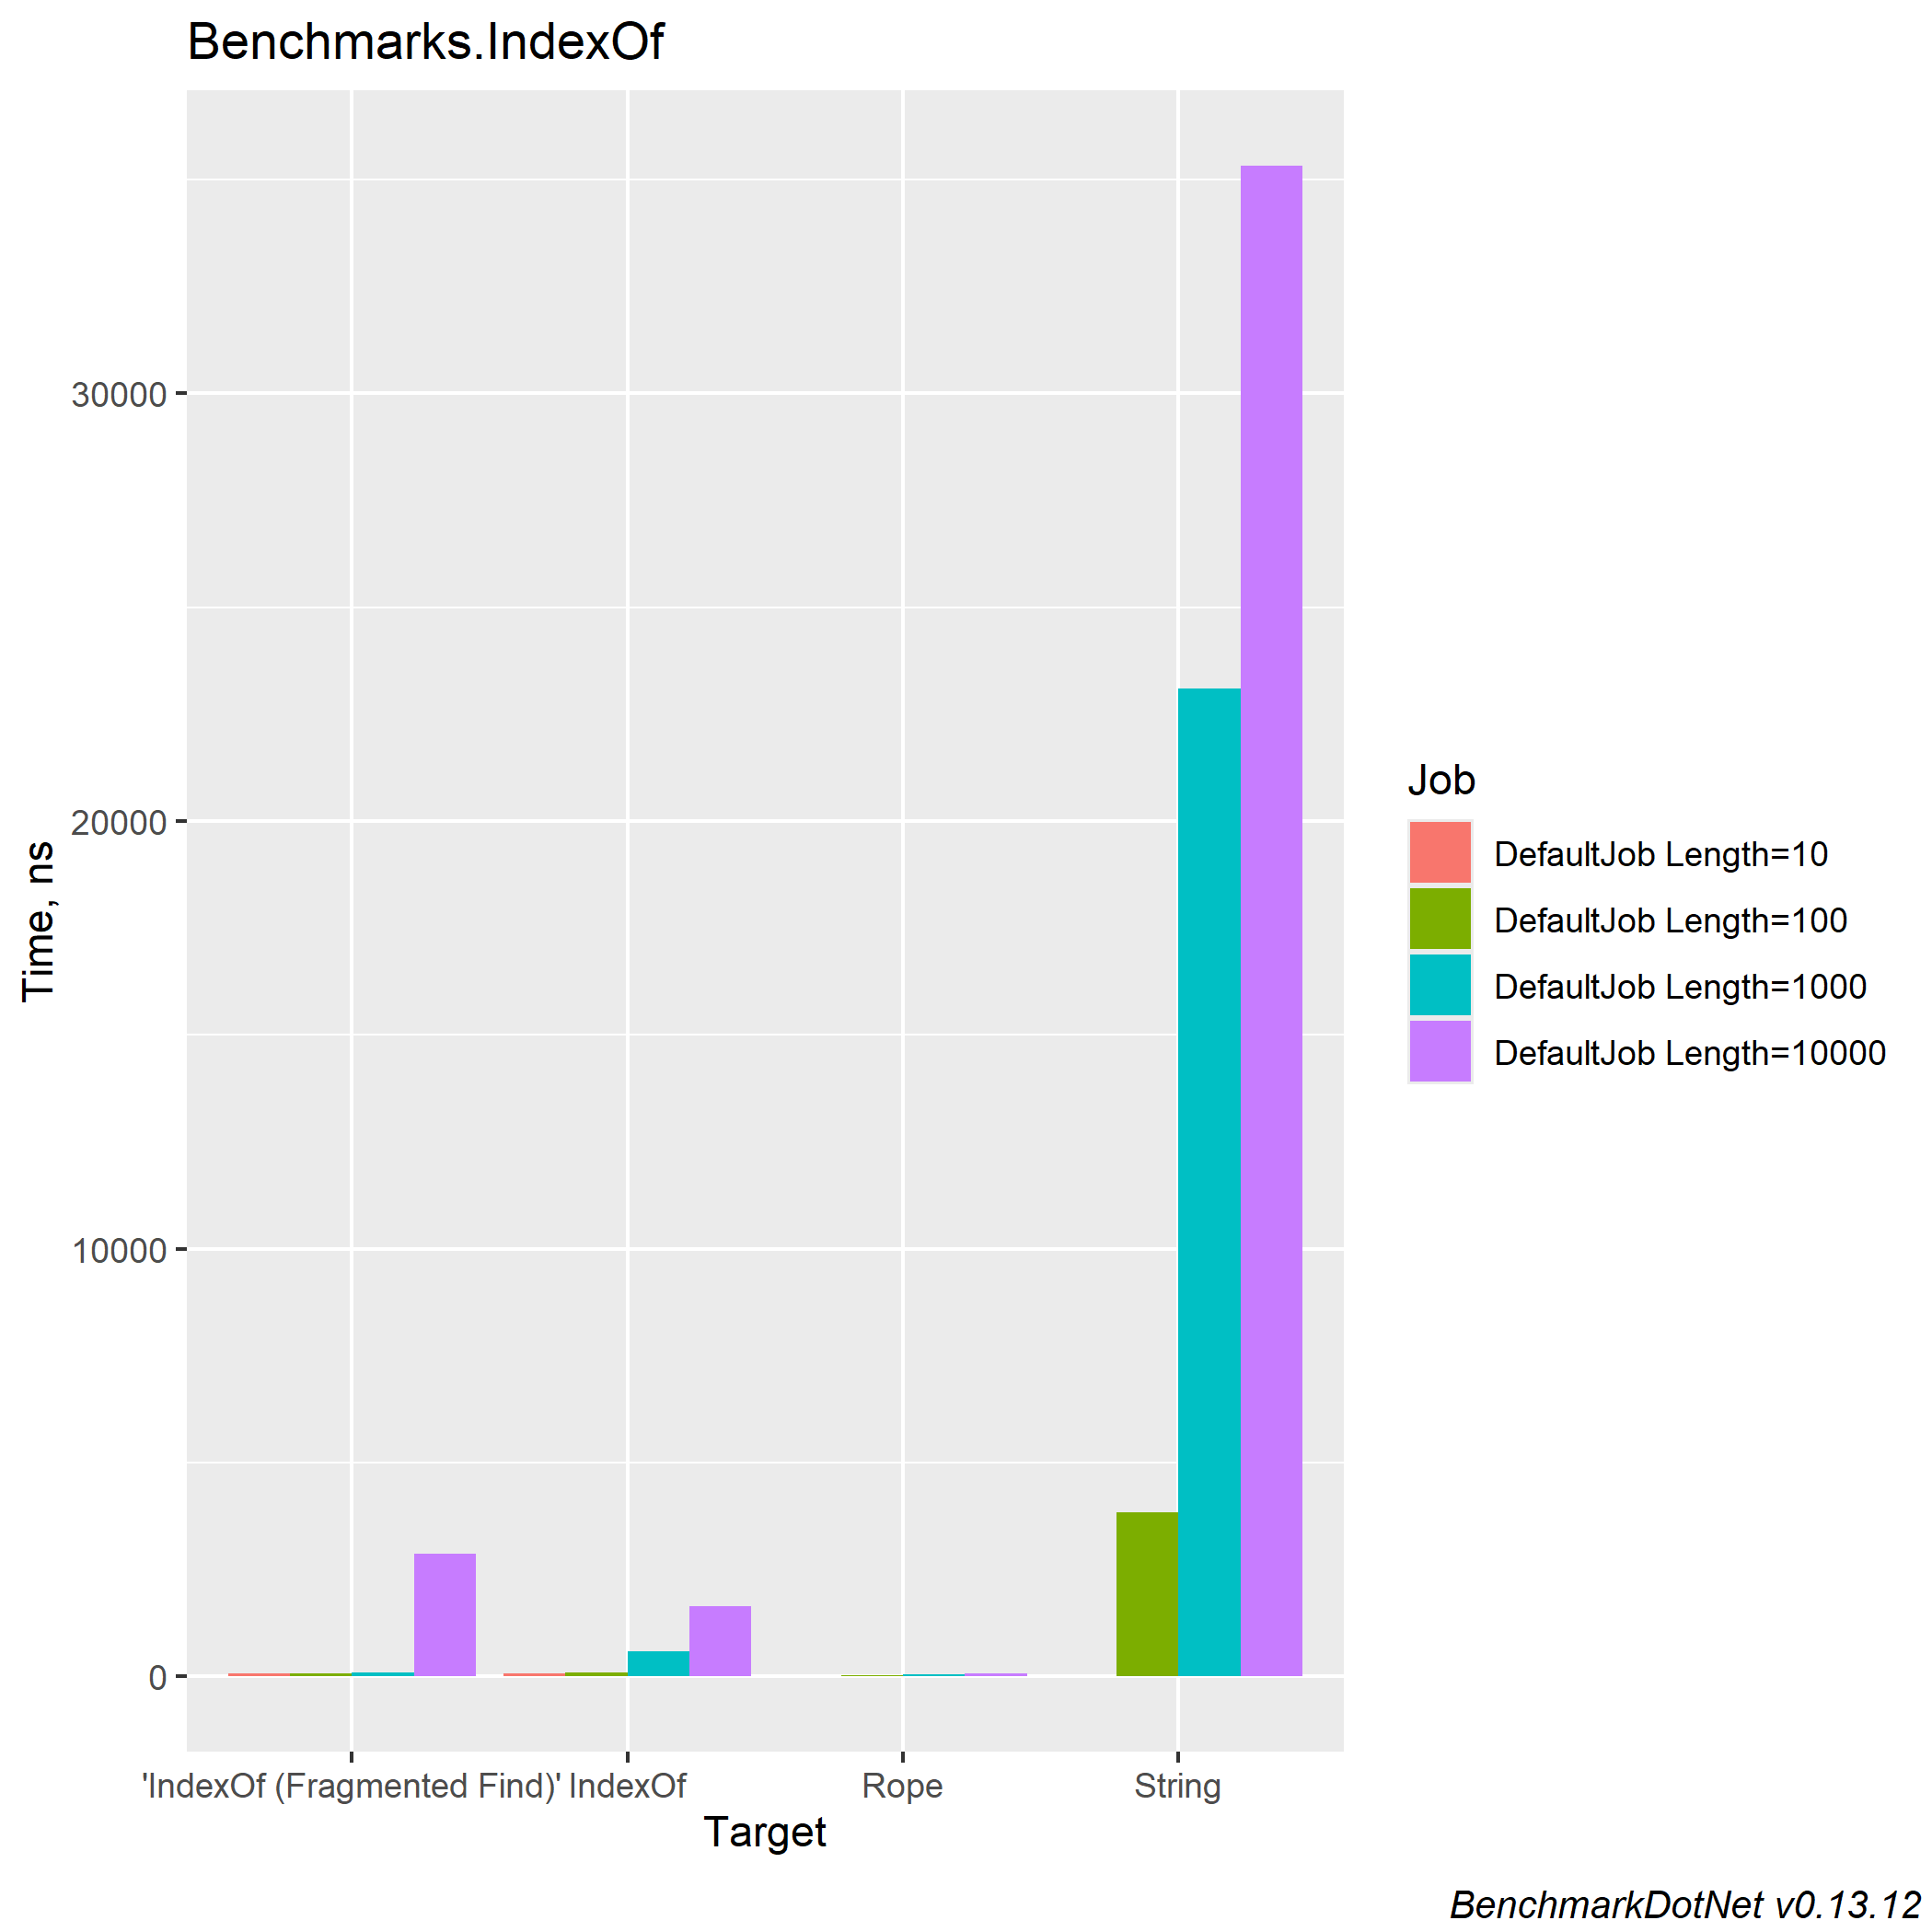 Benchmarks.IndexOf
Time, ns
30000
20000
10000
0
'IndexOf (Fragmented Find)' IndexOf Rope String
Target
Job
DefaultJob Length=10
DefaultJob Length=100
DefaultJob Length=1000
DefaultJob Length=10000
BenchmarkDotNet v0.13.12